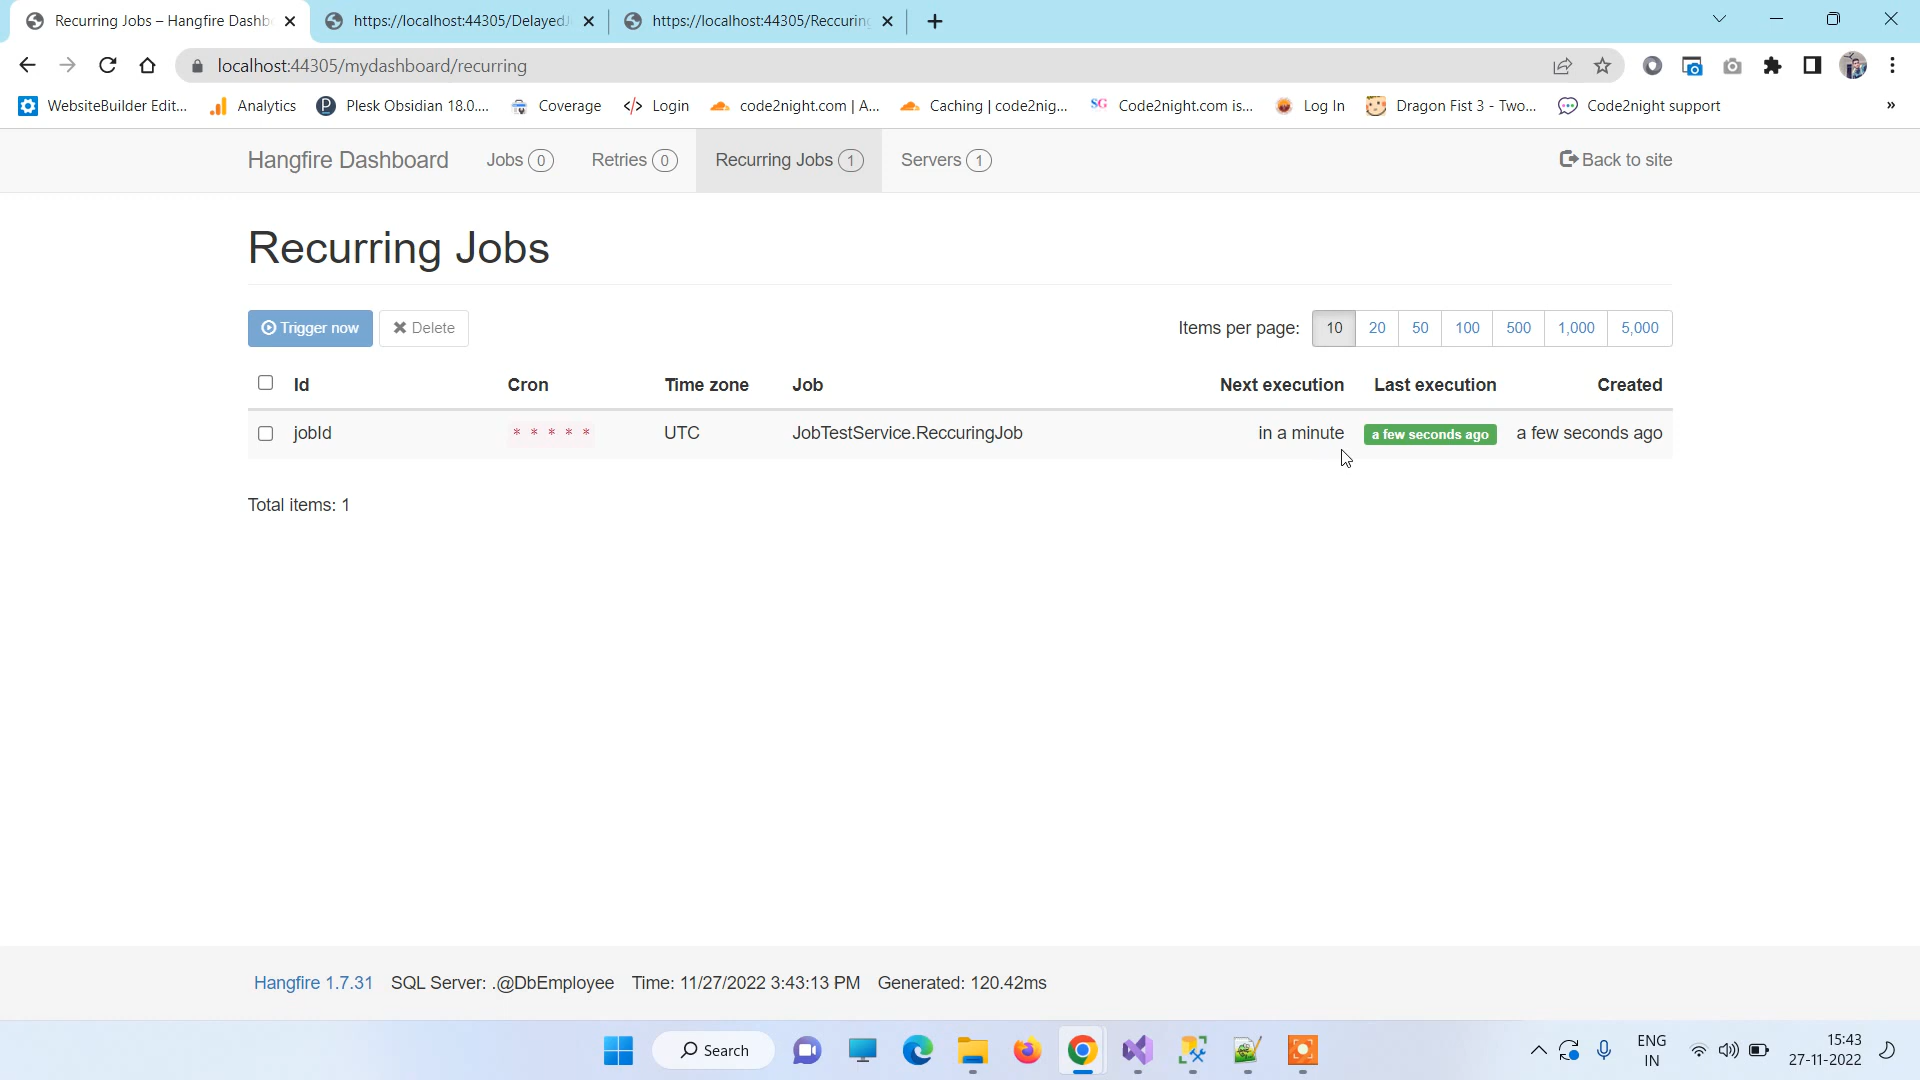 Recurring Jobs – Hangfire Dashb
https://localhost:44305/Delayed
https://localhost:44305/Reccuring
localhost:44305/mydashboard/recurring
WebsiteBuilder Edit...
Analytics
Plesk Obsidian 18.0....
Coverage
Login
code2night.com | A...
Caching | code2nig...
SG Code2night.com is...
Log In
Dragon Fist 3 - Two...
Code2night support
»
Hangfire Dashboard
Jobs 0
Retries 0
Recurring Jobs 1
Servers 1
Back to site
Recurring Jobs
Trigger now
Delete
Items per page: 10 20 50 100 500 1,000 5,000
Id Cron Time zone Job Next execution Last execution Created
jobId * * * * * UTC JobTestService.ReccuringJob in a minute a few seconds ago a few seconds ago
Total items: 1
Hangfire 1.7.31 SQL Server: .@DbEmployee Time: 11/27/2022 3:43:13 PM Generated: 120.42ms
Search
ENG
IN
15:43
27-11-2022